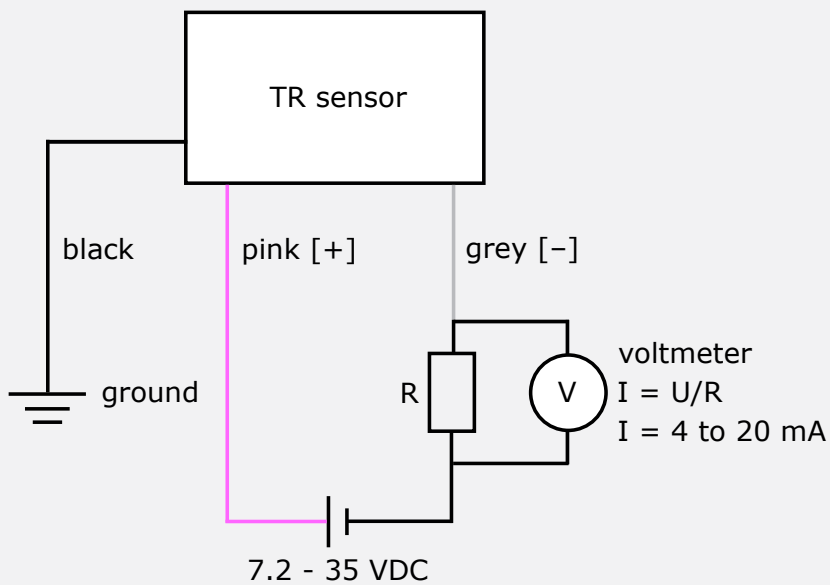 TR sensor
black
pink [+]
grey [–]
ground
R
V
voltmeter
I = U/R
I = 4 to 20 mA
7.2 - 35 VDC